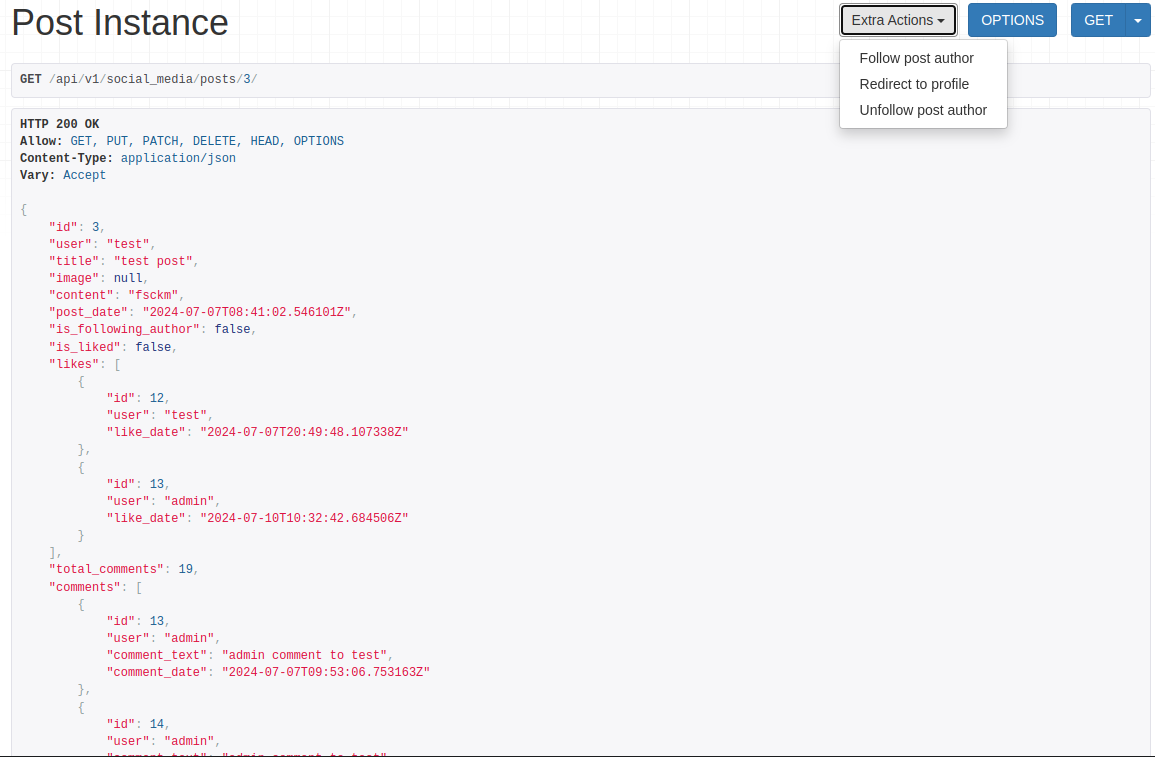 Post Instance
Extra Actions
OPTIONS
GET
Follow post author
Redirect to profile
Unfollow post author
GET /api/v1/social_media/posts/3/
HTTP 200 OK
Allow: GET, PUT, PATCH, DELETE, HEAD, OPTIONS
Content-Type: application/json
Vary: Accept
{
    "id": 3,
    "user": "test",
    "title": "test post",
    "image": null,
    "content": "fsckm",
    "post_date": "2024-07-07T08:41:02.546101Z",
    "is_following_author": false,
    "is_liked": false,
    "likes": [
        {
            "id": 12,
            "user": "test",
            "like_date": "2024-07-07T20:49:48.107338Z"
        },
        {
            "id": 13,
            "user": "admin",
            "like_date": "2024-07-10T10:32:42.684506Z"
        }
    ],
    "total_comments": 19,
    "comments": [
        {
            "id": 13,
            "user": "admin",
            "comment_text": "admin comment to test",
            "comment_date": "2024-07-07T09:53:06.753163Z"
        },
        {
            "id": 14,
            "user": "admin",
            "comment_text": "admin comment to test"